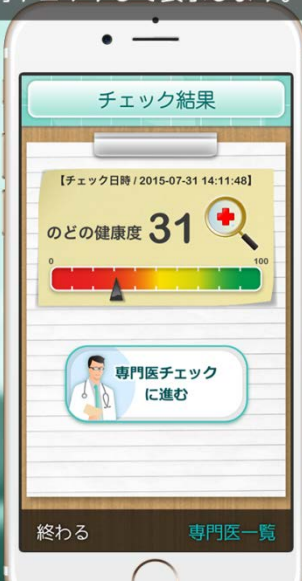 チェック結果
【チェック日時 / 2015-07-31 14:11:48】
のどの健康度 31
0 100
専門医チェック
に進む
終わる 専門医一覧